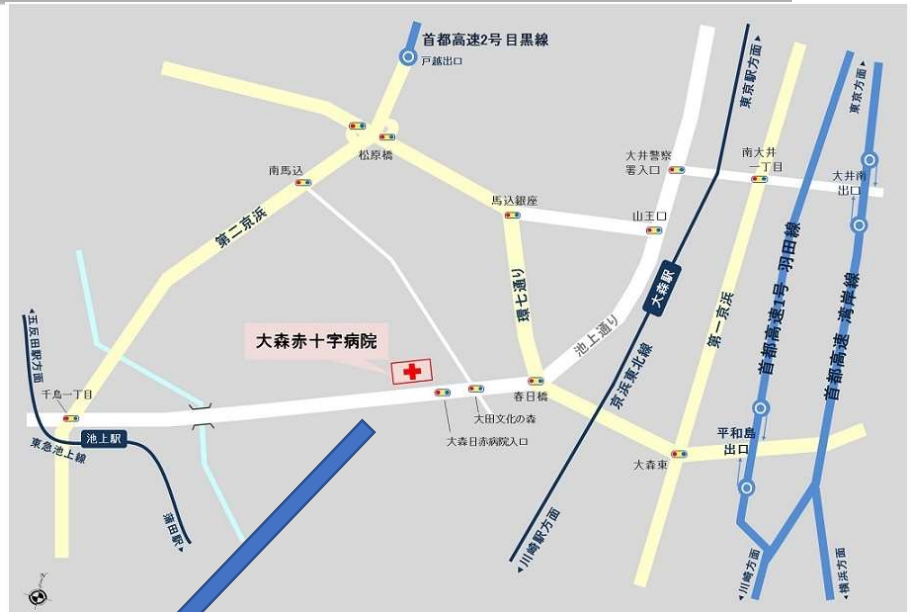 首都高速2号 目黒線
戸越出口
東京駅方面▶
東京方面▶
松原橋
南馬込
大井警察
署入口
南大井
一丁目
大井南
出口
馬込銀座
山王口
第二京浜
環七通り
大森駅
第一京浜
首都高速1号 羽田線
首都高速 湾岸線
池上通り
京浜東北線
大森赤十字病院
◀五反田駅方面
千鳥一丁目
池上駅
東急池上線
蒲田駅▶
春日橋
大田文化の森
大森日赤病院入口
大森東
平和島
出口
◀川崎駅方面
◀川崎方面
◀横浜方面